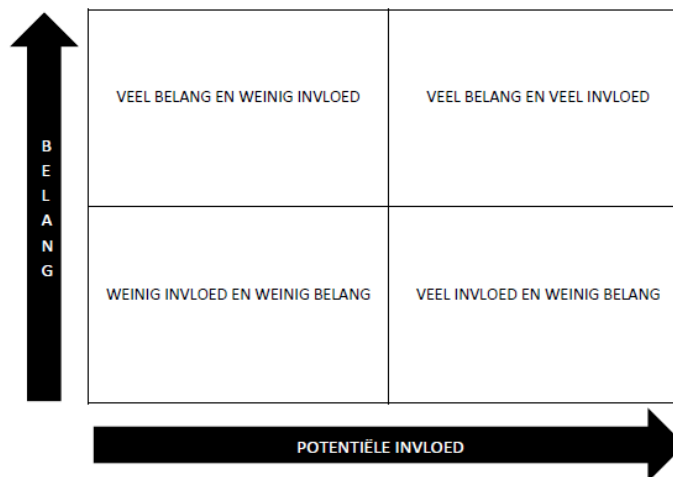 VEEL BELANG EN WEINIG INVLOED
VEEL BELANG EN VEEL INVLOED
BELANG
WEINIG INVLOED EN WEINIG BELANG
VEEL INVLOED EN WEINIG BELANG
POTENTIËLE INVLOED